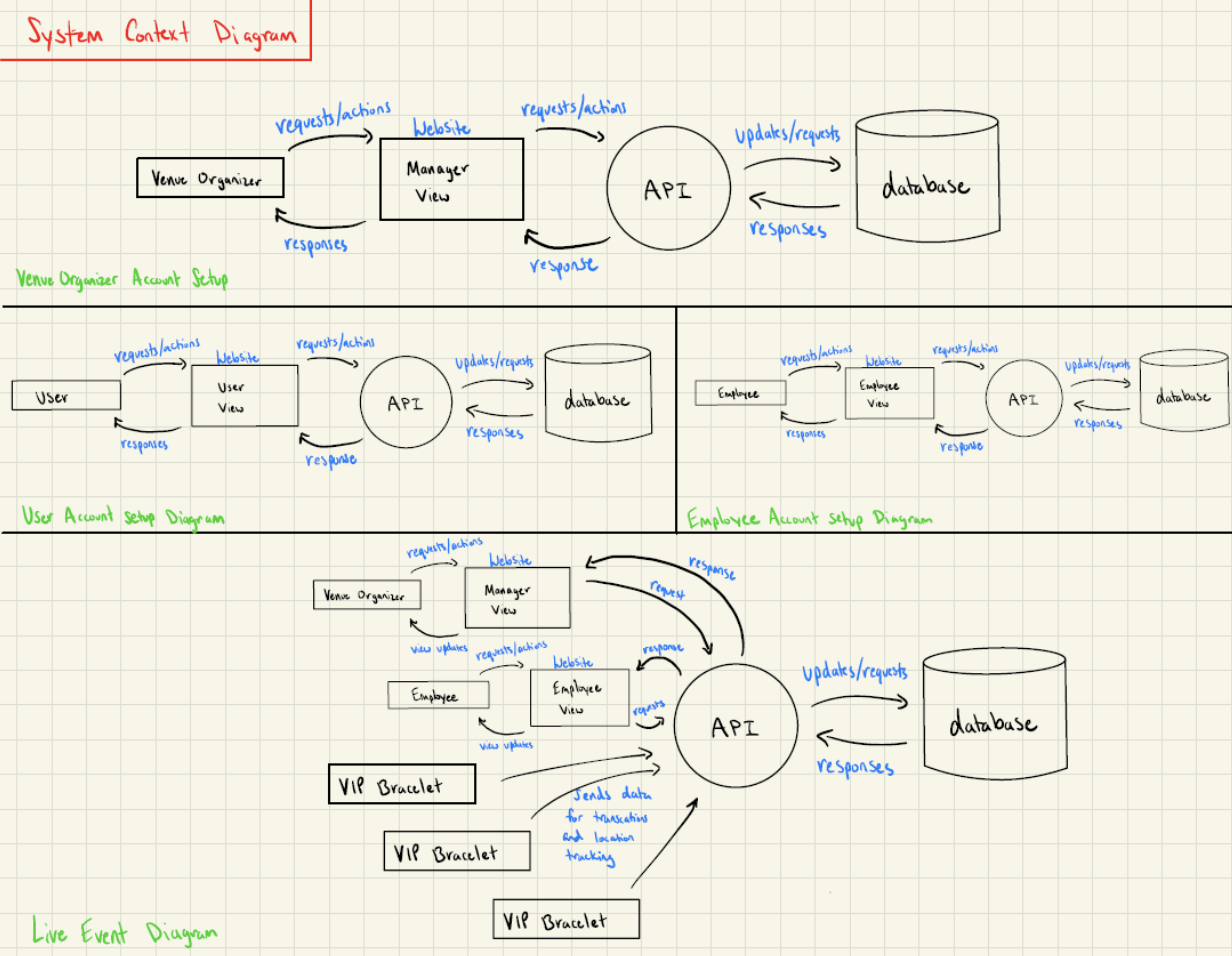 System Context Diagram
requests/actions
Website
requests/actions
updates/requests
Venue Organizer
Manager
View
API
database
responses
response
responses
Venue Organizer Account Setup
requests/actions
Website
requests/actions
updates/requests
User
User
View
API
database
responses
response
responses
User Account Setup Diagram
requests/actions
Website
requests/actions
updates/requests
Employee
Employee
View
API
database
responses
response
responses
Employee Account Setup Diagram
requests/actions
Website
response
request
Venue Organizer
Manager
View
view updates
requests/actions
Website
response
Employee
Employee
View
requests
view updates
API
updates/requests
database
responses
VIP Bracelet
Sends data
for transcations
and location
tracking
VIP Bracelet
VIP Bracelet
Live Event Diagram